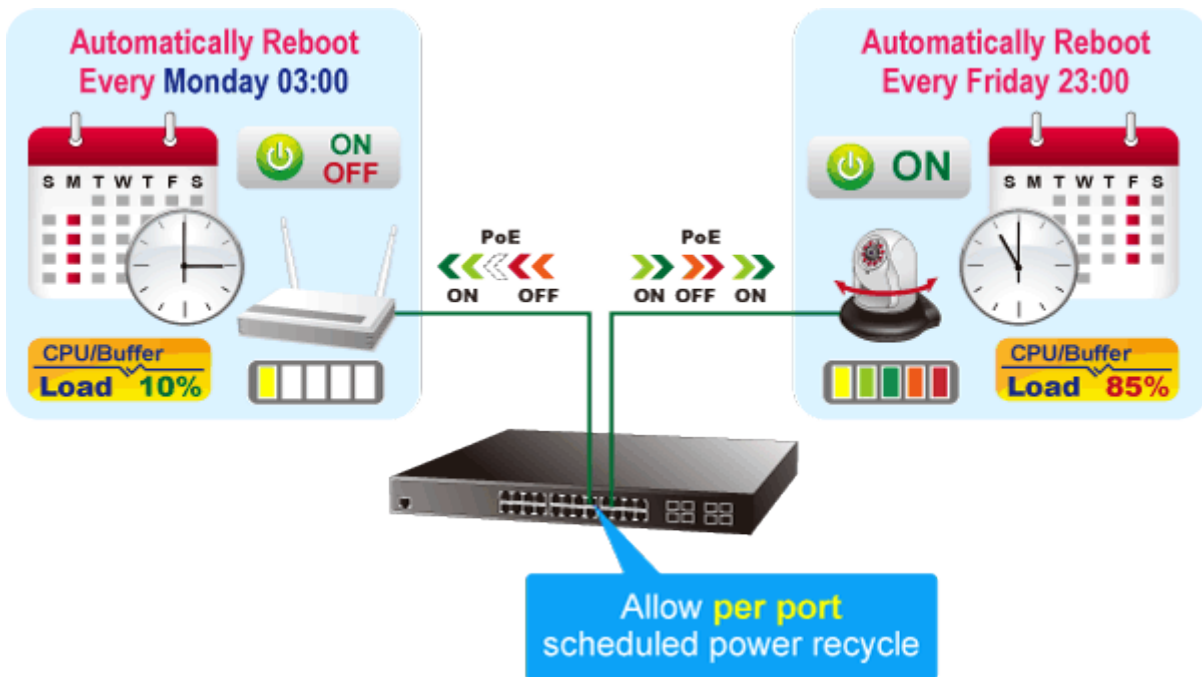 Automatically Reboot
Every Monday 03:00
ON
OFF
S M T W T F S
CPU/Buffer
Load 10%
PoE
ON OFF
PoE
ON OFF ON
Automatically Reboot
Every Friday 23:00
ON
S M T W T F S
CPU/Buffer
Load 85%
Allow per port
scheduled power recycle